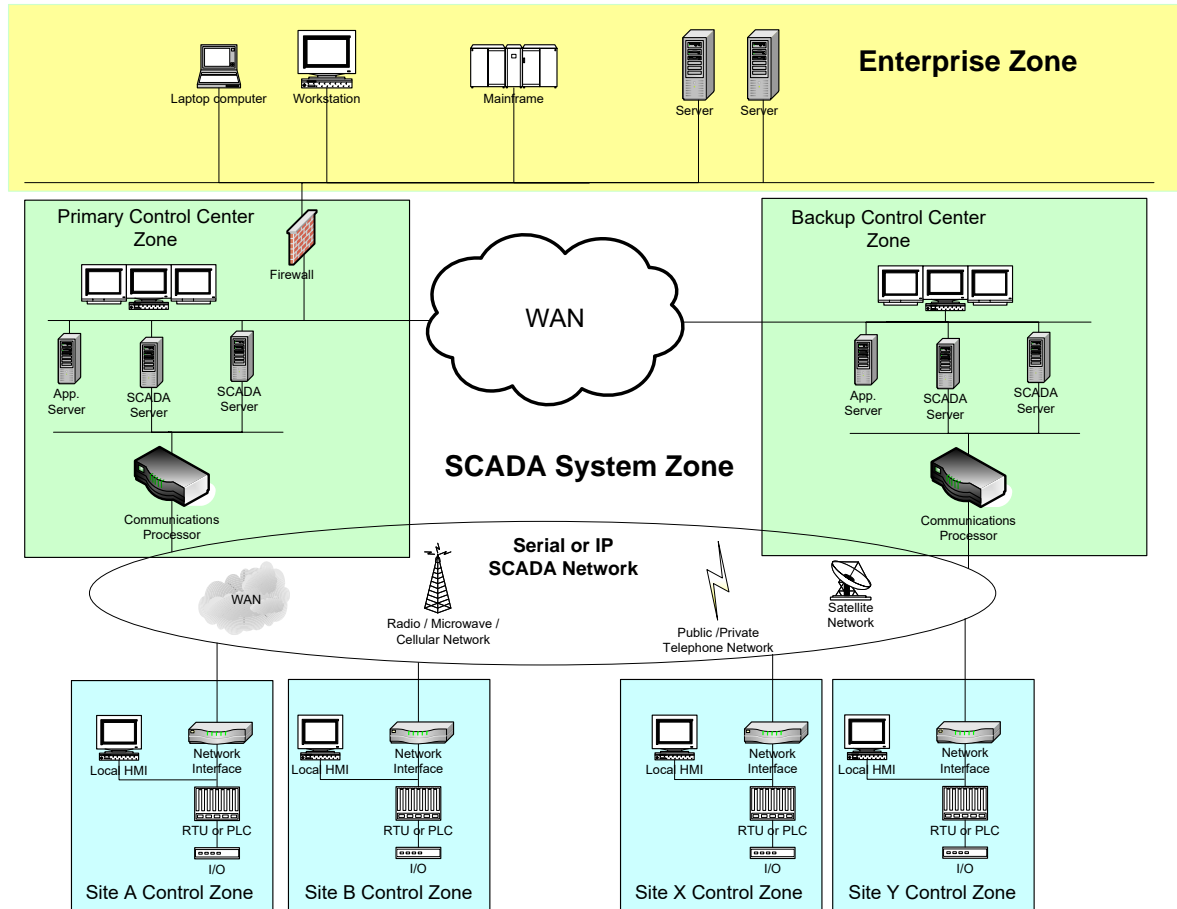 Enterprise Zone
Laptop computer
Workstation
Mainframe
Server
Server
Primary Control Center
Zone
Firewall
App.
Server
SCADA
Server
SCADA
Server
Communications
Processor
WAN
SCADA System Zone
Backup Control Center
Zone
App.
Server
SCADA
Server
SCADA
Server
Communications
Processor
Serial or IP
SCADA Network
WAN
Radio / Microwave /
Cellular Network
Public /Private
Telephone Network
Satellite
Network
Local HMI
Network
Interface
RTU or PLC
I/O
Site A Control Zone
Local HMI
Network
Interface
RTU or PLC
I/O
Site B Control Zone
Local HMI
Network
Interface
RTU or PLC
I/O
Site X Control Zone
Local HMI
Network
Interface
RTU or PLC
I/O
Site Y Control Zone